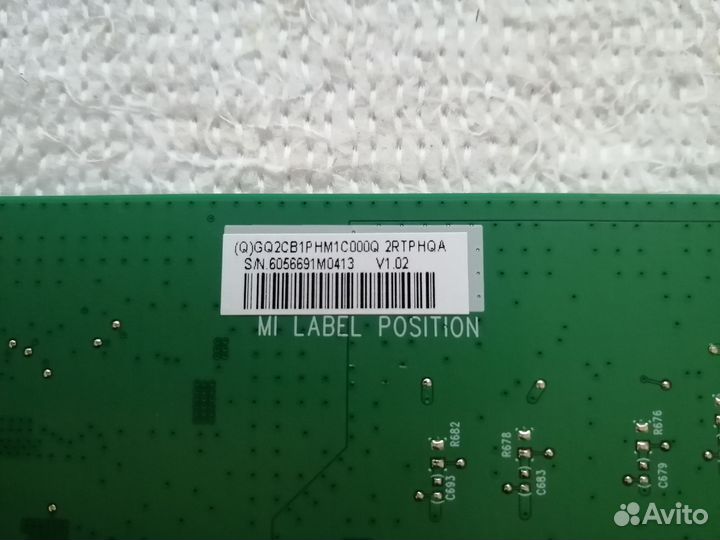 (Q)GQ2CB1PHM1C000Q 2RTPHQA
S/N.6056691M0413 V1.02
MI LABEL POSITION
R682
R678
R676
C693
C683
C679
Avito